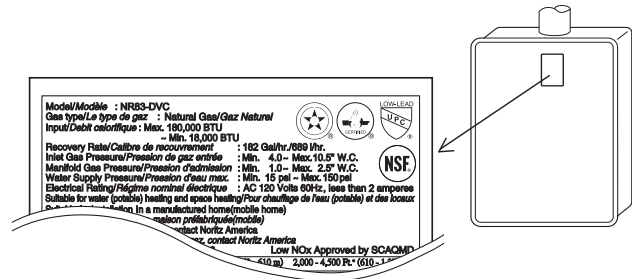 Model/Modèle : NR83-DVC
Gas type/Le type de gaz : Natural Gas/Gaz Naturel
Input/Debit calorifique : Max. 180,000 BTU
~ Min. 18,000 BTU
Recovery Rate/Calibre de recouvrement : 182 Gal/hr./689 l/hr.
Inlet Gas Pressure/Pression de gaz entrée : Min. 4.0~ Max.10.5" W.C.
Manifold Gas Pressure/Pression d'admission : Min. 1.0~ Max. 2.5" W.C.
Water Supply Pressure/Pression d'eau max. : Min. 15 psi ~ Max. 150 psi
Electrical Rating/Régime nominal électrique : AC 120 Volts 60Hz, less than 2 amperes
Suitable for water (potable) heating and space heating/Pour chauffage de l'eau (potable) et des locaux
in a manufactured home(mobile home)
maison préfabriquée(mobile)
contact Noritz America
contact Noritz America
Low NOx Approved by SCAQMD
610 m) 2,000 - 4,500 Ft.* (610 -
CERTIFIED
LOW-LEAD
UPC
NSF